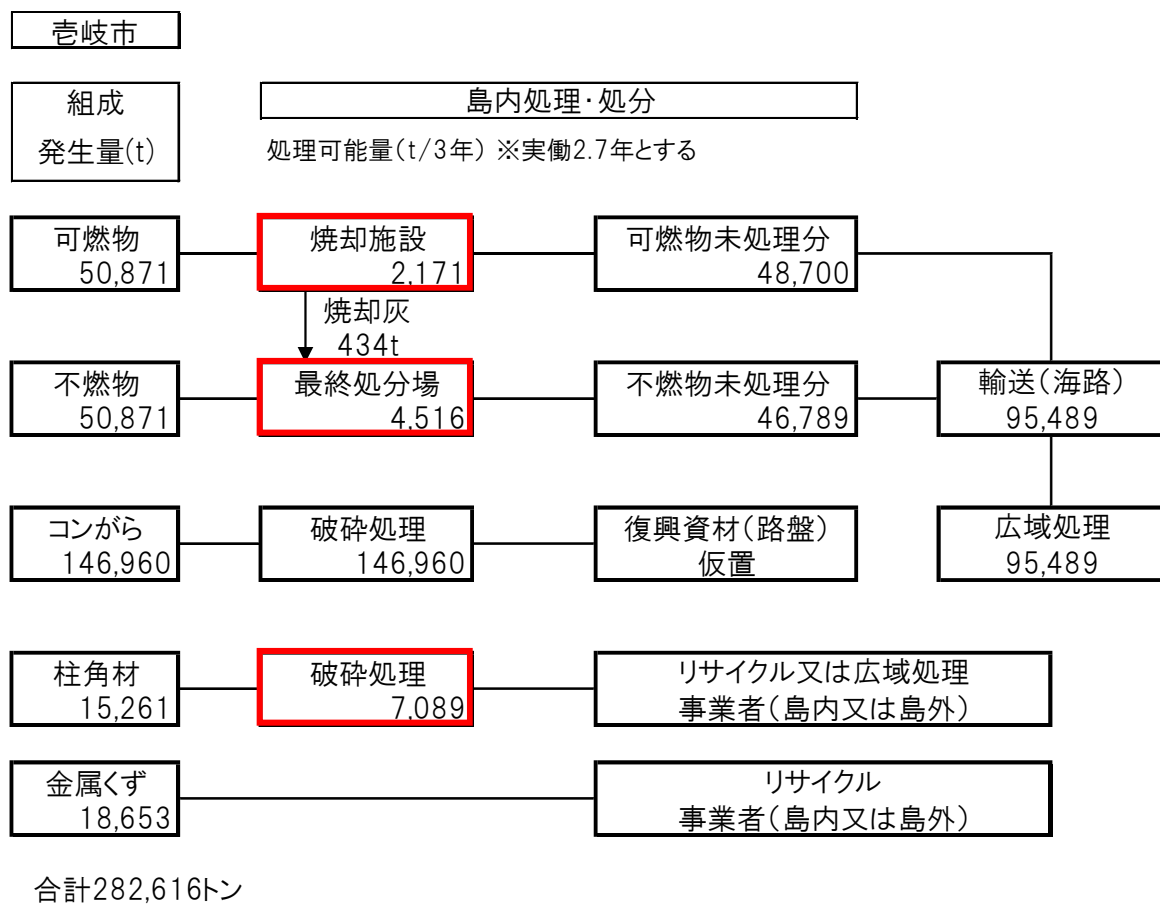 壱岐市
組成
発生量(t)
島内処理・処分
処理可能量(t/3年) ※実働2.7年とする
可燃物
50,871
焼却施設
2,171
可燃物未処理分
48,700
焼却灰
434t
不燃物
50,871
最終処分場
4,516
不燃物未処理分
46,789
輸送(海路)
95,489
コンがら
146,960
破砕処理
146,960
復興資材(路盤)
仮置
広域処理
95,489
柱角材
15,261
破砕処理
7,089
リサイクル又は広域処理
事業者(島内又は島外)
金属くず
18,653
リサイクル
事業者(島内又は島外)
合計282,616トン